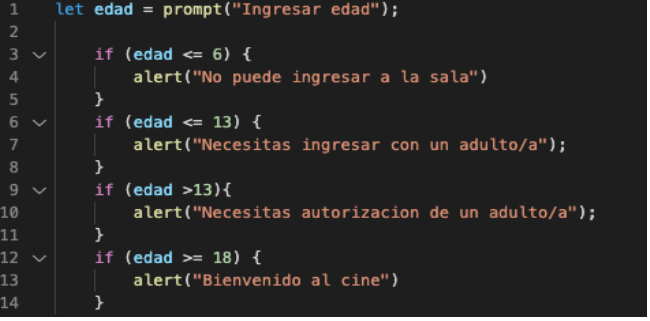 1 let edad = prompt("Ingresar edad");
2
3 if (edad <= 6) {
4 alert("No puede ingresar a la sala")
5 }
6 if (edad <= 13) {
7 alert("Necesitas ingresar con un adulto/a");
8 }
9 if (edad >13){
10 alert("Necesitas autorizacion de un adulto/a");
11 }
12 if (edad >= 18) {
13 alert("Bienvenido al cine")
14 }